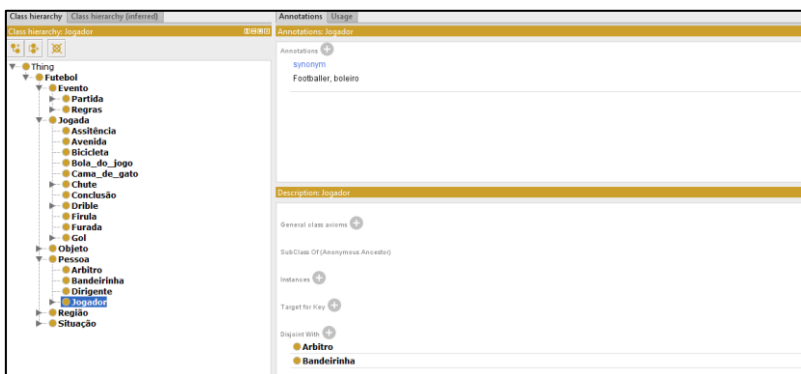 Class hierarchy Class hierarchy (inferred)
Class hierarchy: Jogador
Thing
Futebol
Evento
Partida
Regras
Jogada
Assitência
Avenida
Bicicleta
Bola_do_jogo
Cama_de_gato
Chute
Conclusão
Drible
Firula
Furada
Gol
Objeto
Pessoa
Arbitro
Bandeirinha
Dirigente
Jogador
Região
Situação
Annotations Usage
Annotations: Jogador
Annotations
synonym
Footballer, boleiro
Description: Jogador
General class axioms
SubClass Of (Anonymous Ancestor)
Instances
Target for Key
Disjoint With
Arbitro
Bandeirinha